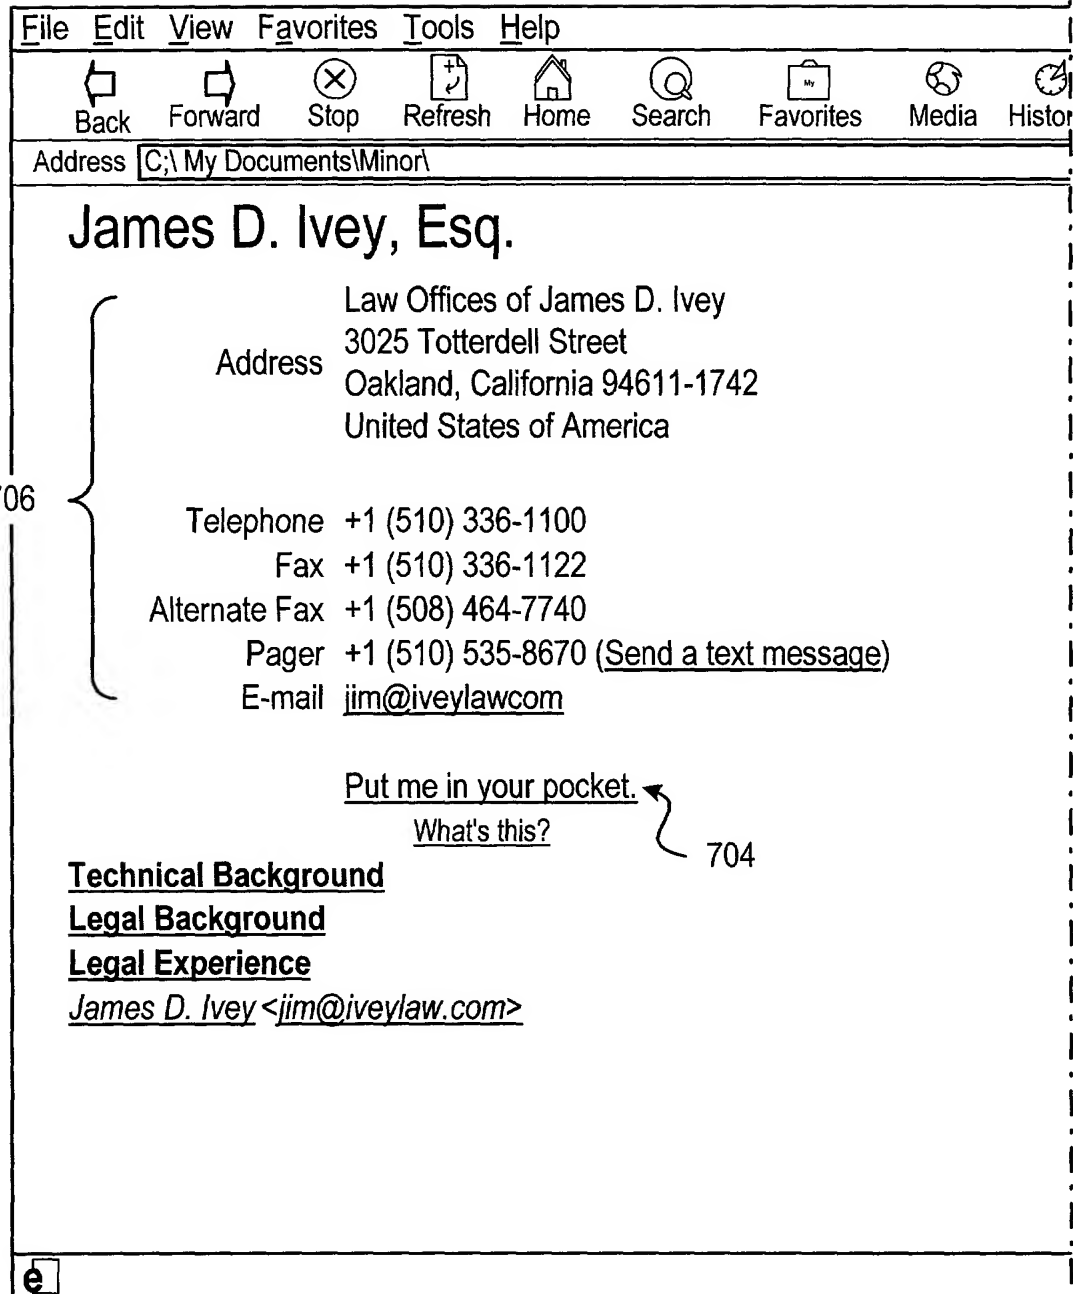 File Edit View Favorites Tools Help
Back Forward Stop Refresh Home Search Favorites Media Histor
Address C;\ My Documents\Minor\
James D. Ivey, Esq.
Law Offices of James D. Ivey
Address 3025 Totterdell Street
Oakland, California 94611-1742
United States of America
706
Telephone +1 (510) 336-1100
Fax +1 (510) 336-1122
Alternate Fax +1 (508) 464-7740
Pager +1 (510) 535-8670 (Send a text message)
E-mail jim@iveylawcom
Put me in your pocket.
What's this?
704
Technical Background
Legal Background
Legal Experience
James D. Ivey <jim@iveylaw.com>
e